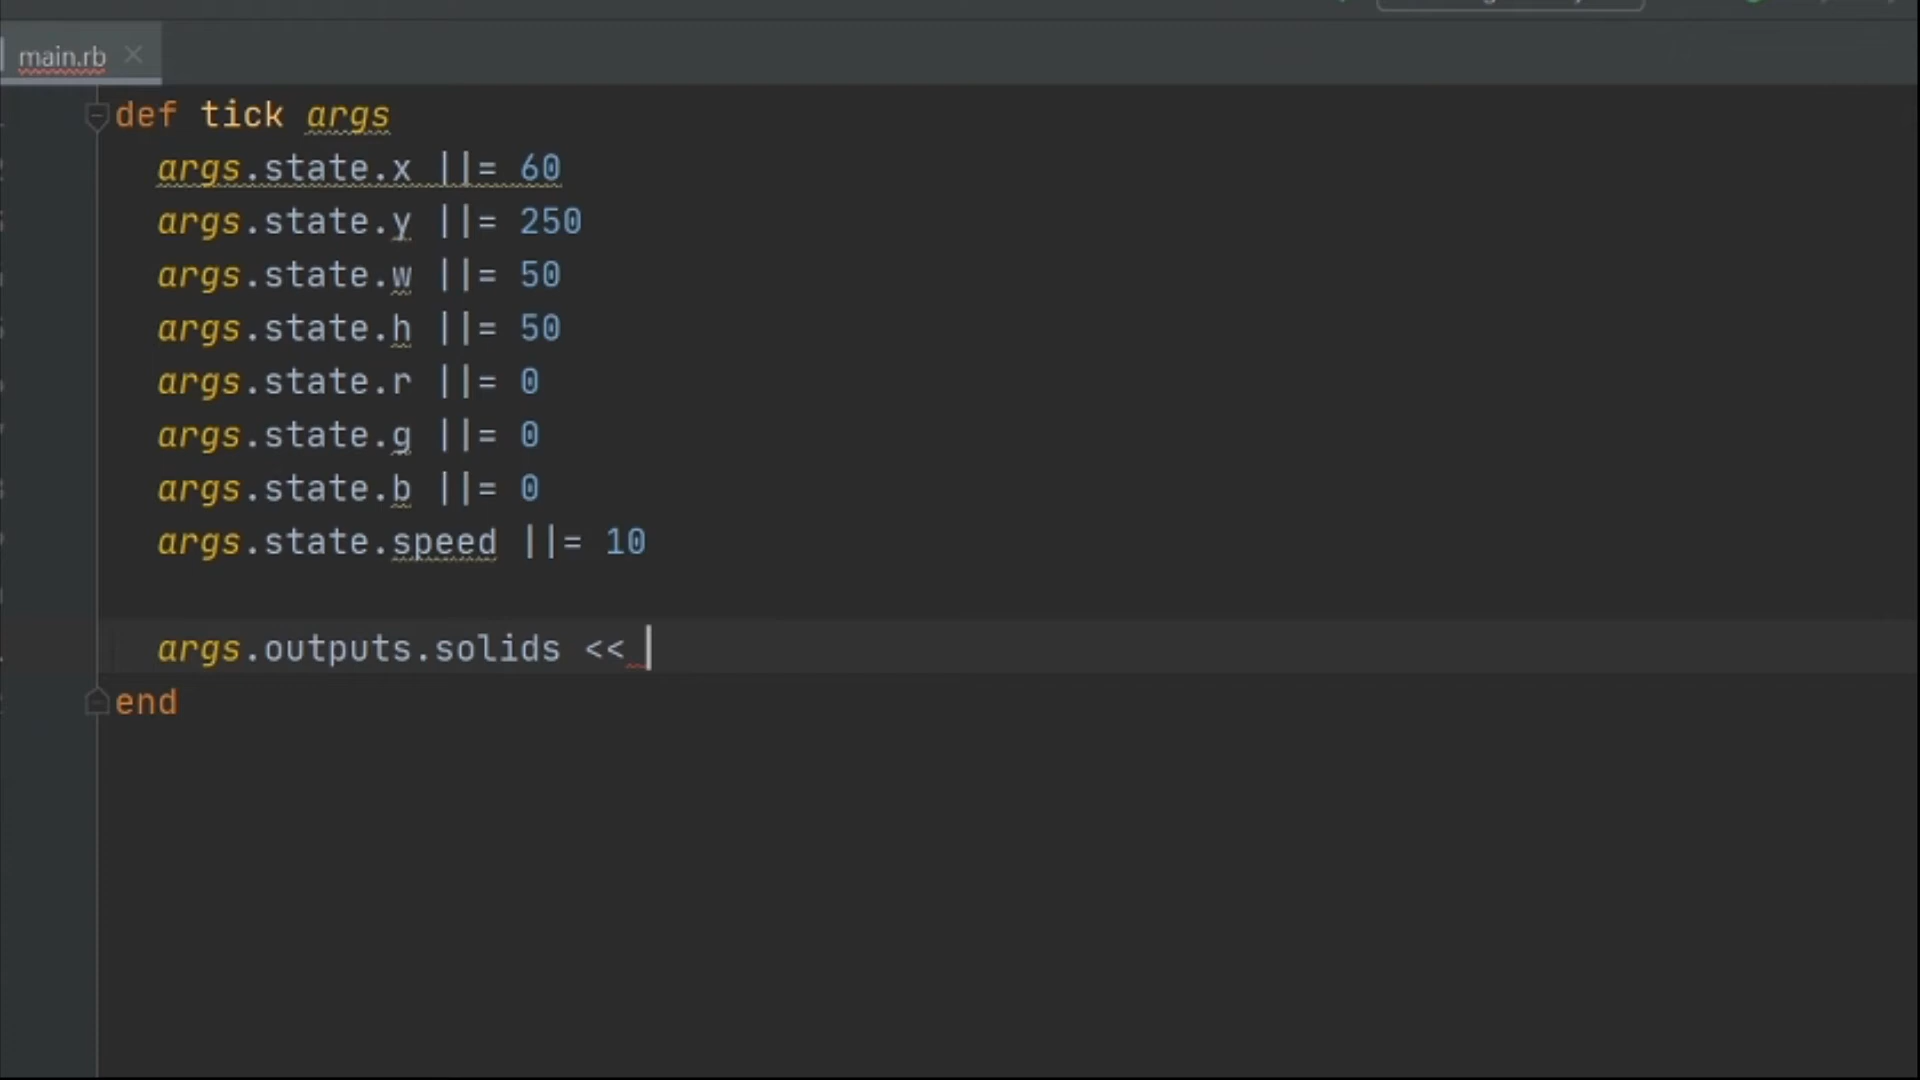 main.rb
def tick args
args.state.x ||= 60
args.state.y ||= 250
args.state.w ||= 50
args.state.h ||= 50
args.state.r ||= 0
args.state.g ||= 0
args.state.b ||= 0
args.state.speed ||= 10
args.outputs.solids <<
end